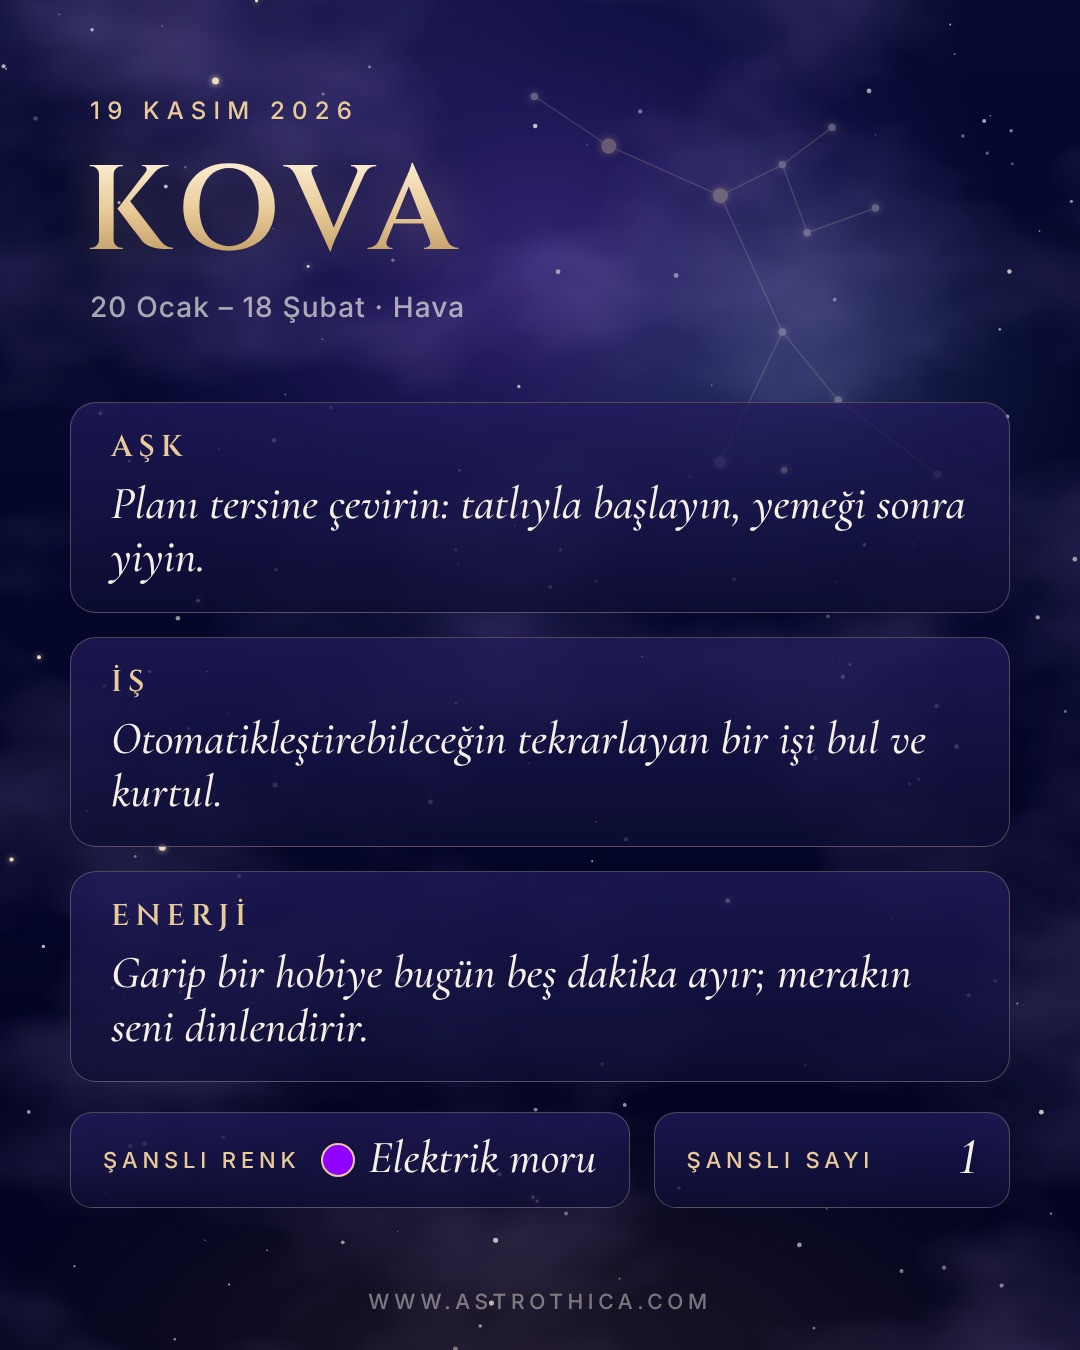 19 KASIM 2026
KOVA
20 Ocak – 18 Şubat · Hava
AŞK
Planı tersine çevirin: tatlıyla başlayın, yemeği sonra
yiyin.
İŞ
Otomatikleştirebileceğin tekrarlayan bir işi bul ve
kurtul.
ENERJİ
Garip bir hobiye bugün beş dakika ayır; merakın
seni dinlendirir.
ŞANSLI RENK Elektrik moru
ŞANSLI SAYI 1
WWW.ASTROTHICA.COM